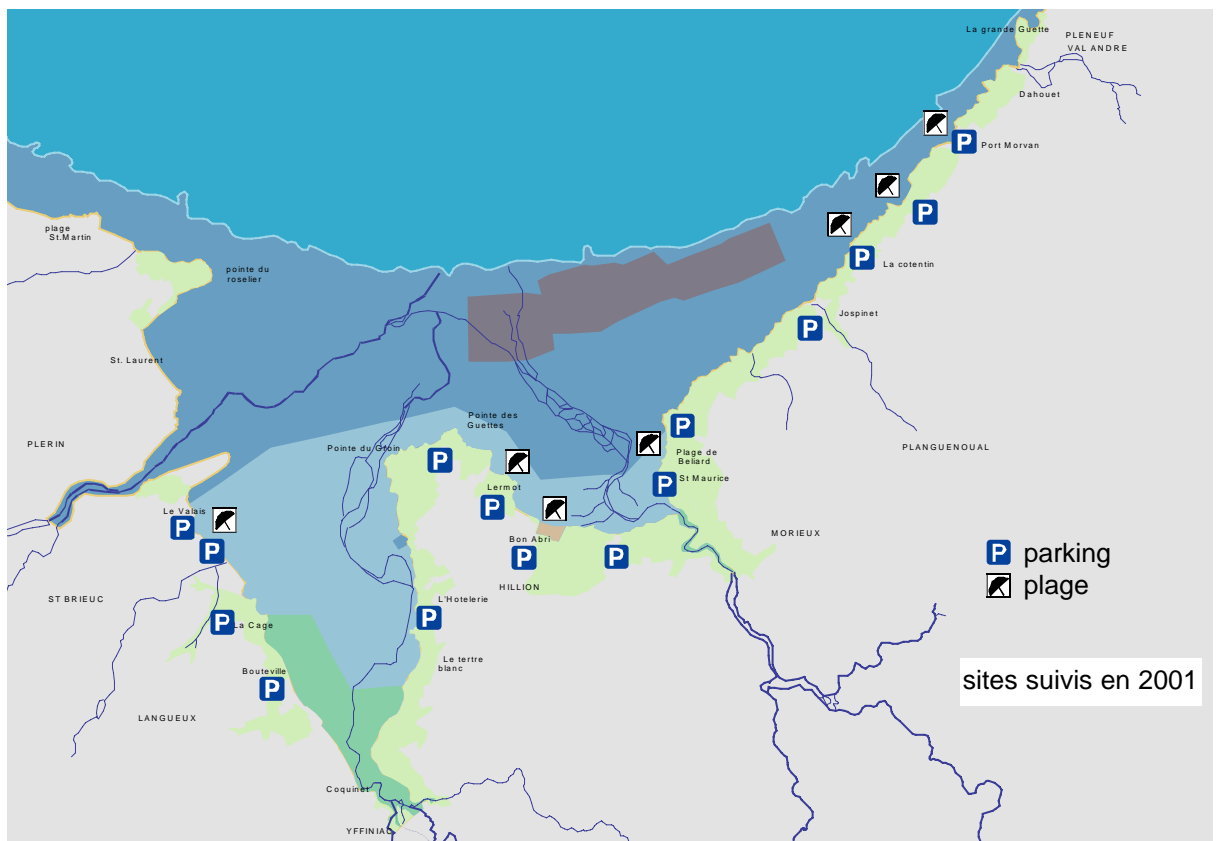 La grande Guette
PLENEUF
VAL ANDRE
Dahouet
P
Port Morvan
plage
St.Martin
P
pointe du
roselier
P
La cotentin
Jospinet
P
St. Laurent
Pointe des
Guettes
P
PLERIN
Pointe du Groin
P
Plage de
Beliard
PLANGUENOUAL
St Maurice
P
Lermot
P
Le Valais
P
P
Bon Abri
P
P
MORIEUX
P parking
plage
HILLION
ST BRIEUC
L'Hotelerie
P
P
La Cage
Le tertre
blanc
Bouteville
P
sites suivis en 2001
LANGUEUX
Coquinet
YFFINIAC